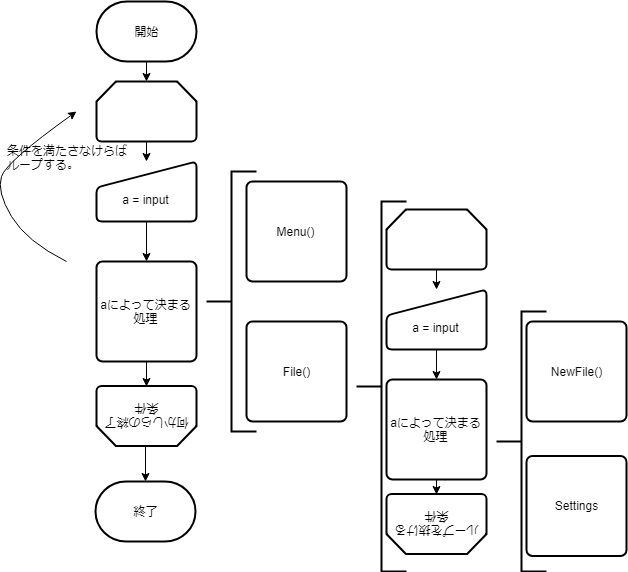 開始
条件を満たさなけらば
ループする。
a = input
aによって決まる
処理
何かしらの終了
条件
終了
Menu()
File()
a = input
aによって決まる
処理
ループを抜ける
条件
NewFile()
Settings